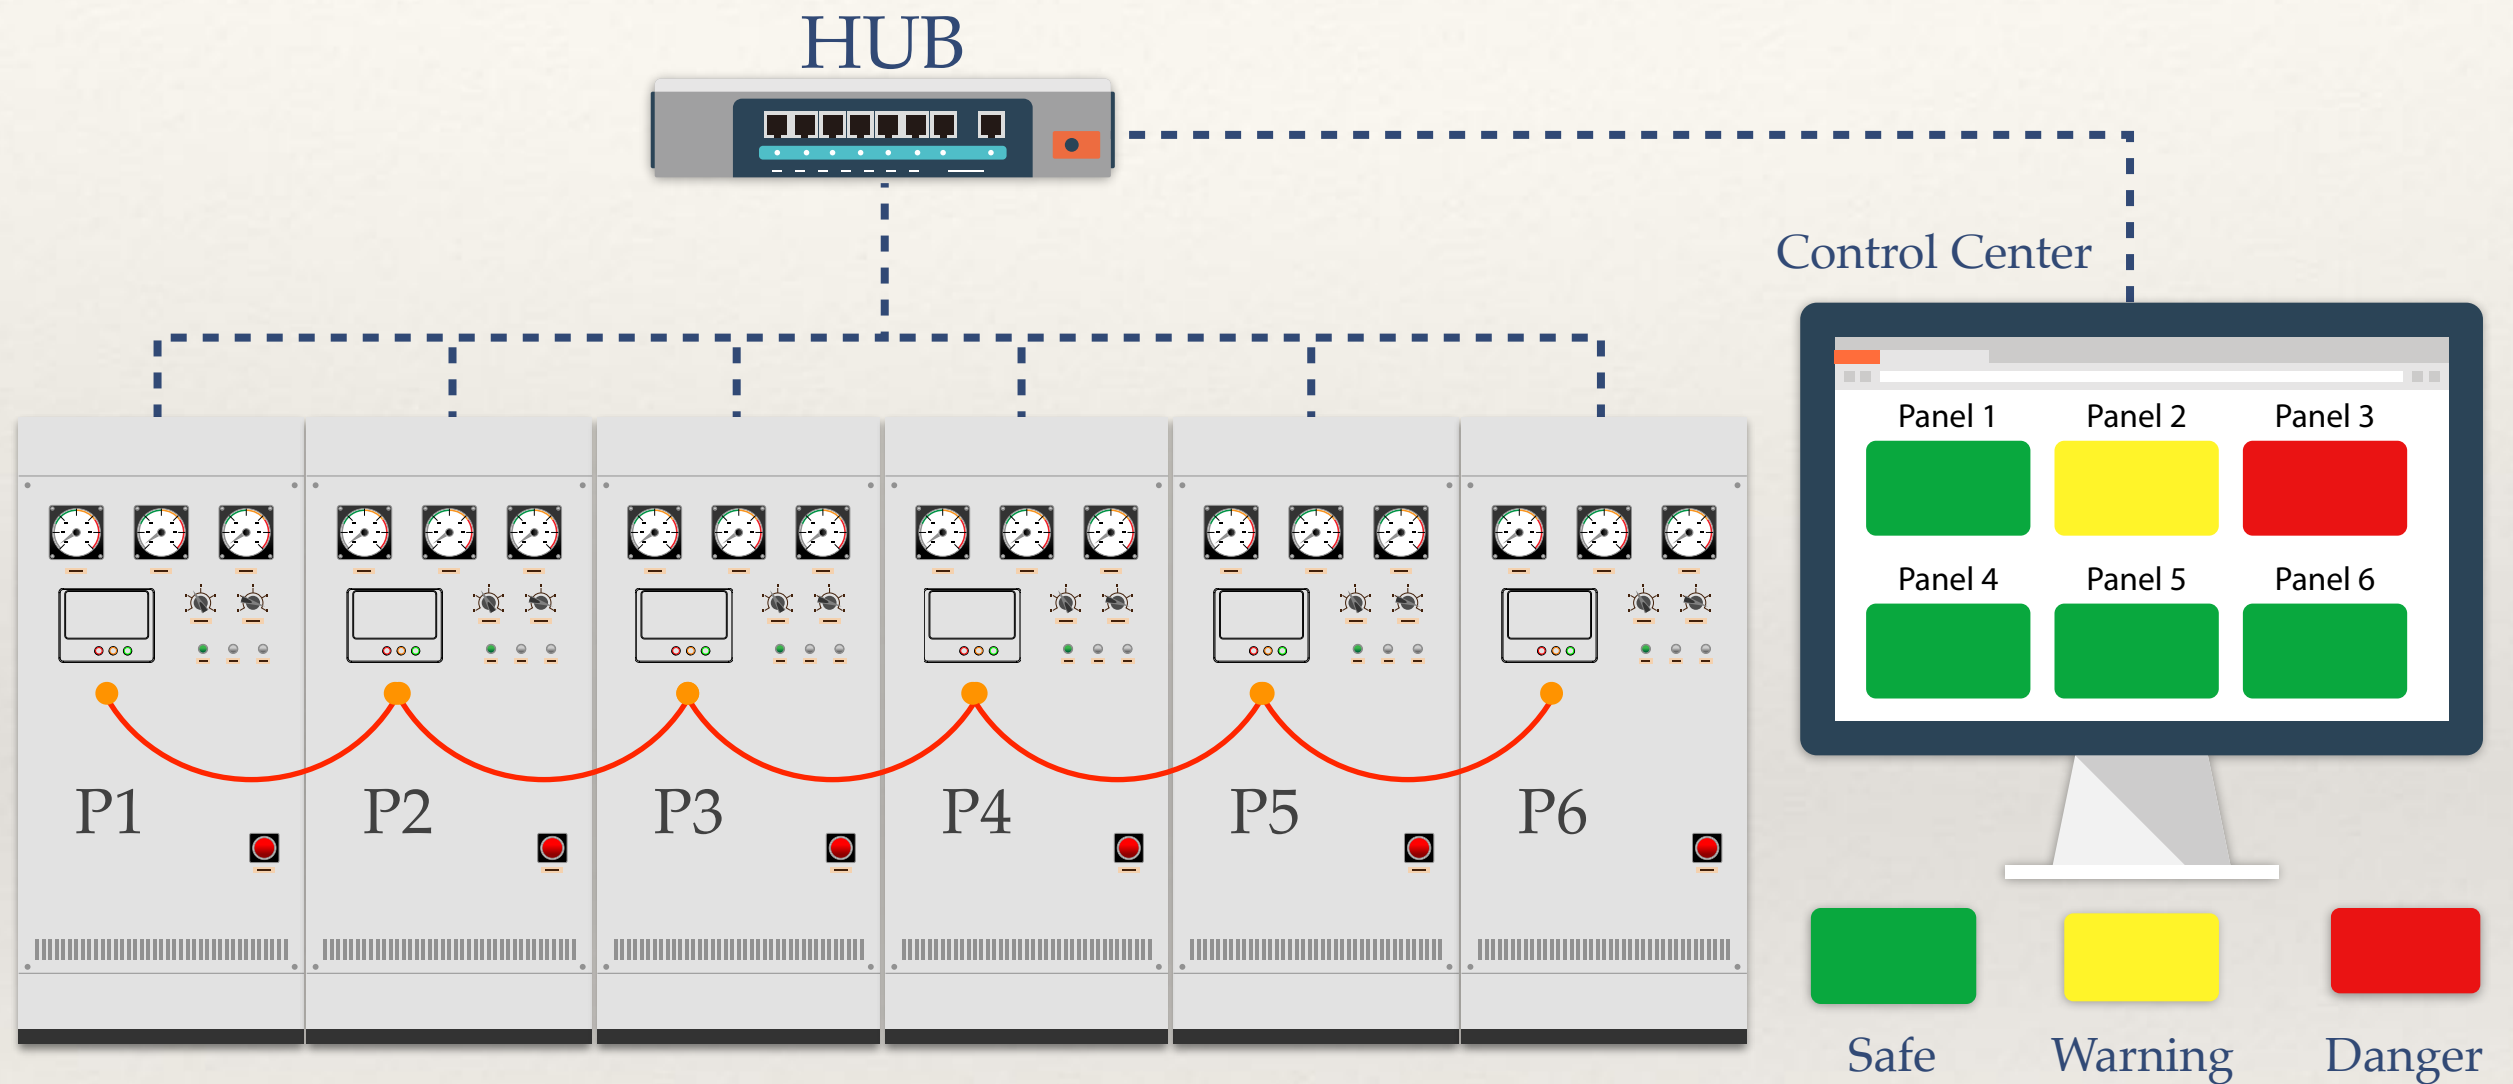 HUB
Control Center
Panel 1
Panel 2
Panel 3
Panel 4
Panel 5
Panel 6
P1
P2
P3
P4
P5
P6
Safe
Warning
Danger